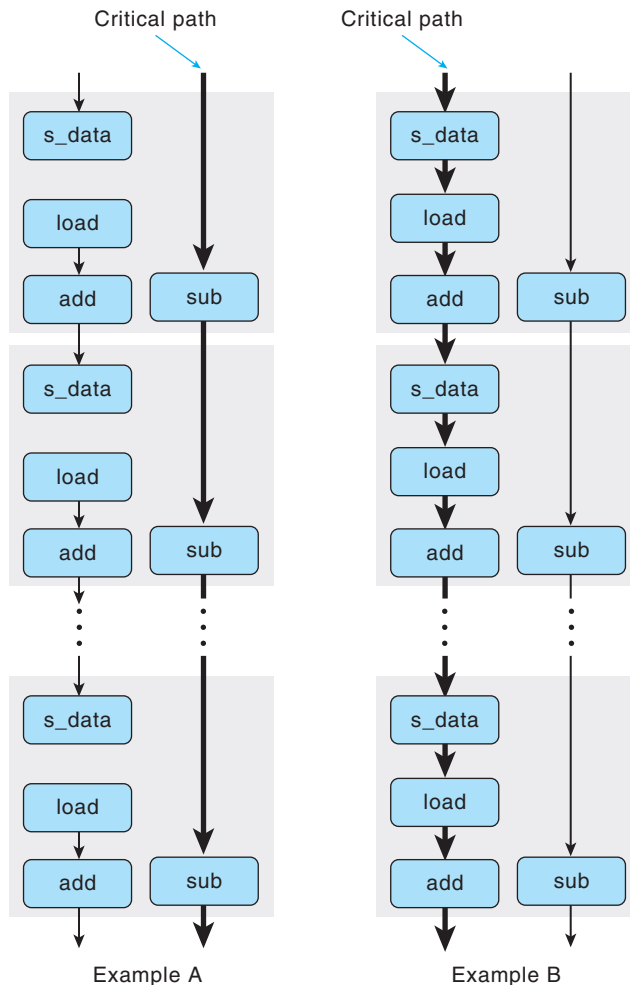 Critical path
Critical path
s_data
load
add
sub
s_data
load
add
sub
s_data
load
add
sub
Example A
s_data
load
add
sub
s_data
load
add
sub
s_data
load
add
sub
Example B